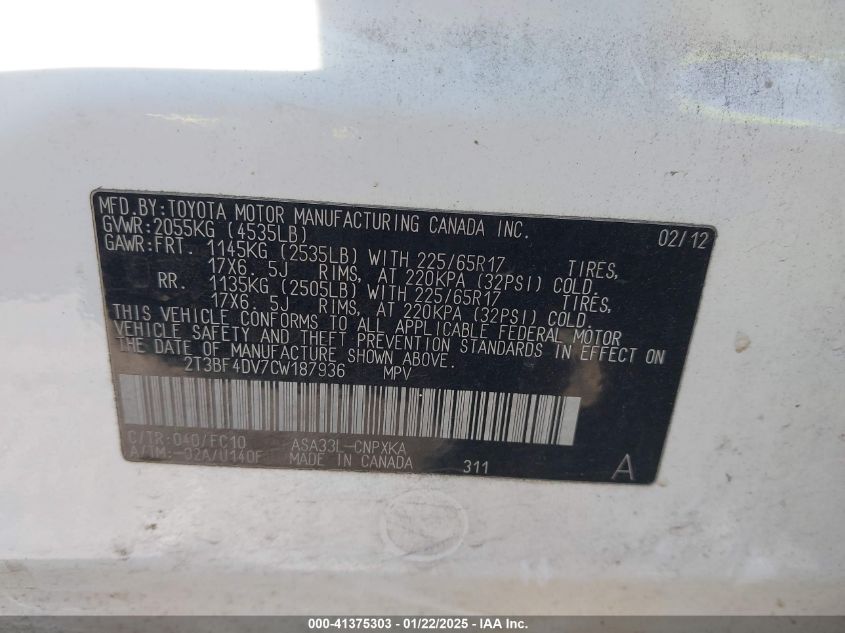 MFD.BY:TOYOTA MOTOR MANUFACTURING CANADA INC. 02/12
GVWR:2055KG (4535LB)
GAWR:FRT. 1145KG (2535LB) WITH 225/65R17 TIRES,
17X6. 5J RIMS, AT 220KPA (32PSI) COLD.
RR. 1135KG (2505LB) WITH 225/65R17 TIRES,
17X6. 5J RIMS, AT 220KPA (32PSI) COLD.
THIS VEHICLE CONFORMS TO ALL APPLICABLE FEDERAL MOTOR
VEHICLE SAFETY AND THEFT PREVENTION STANDARDS IN EFFECT ON
THE DATE OF MANUFACTURE SHOWN ABOVE.
2T3BF4DV7CW187936 MPV
C/TR:040/FC10 ASA33L-CNPXKA
A/TM:-02A/U140F MADE IN CANADA 311 A
000-41375303 - 01/22/2025 - IAA Inc.